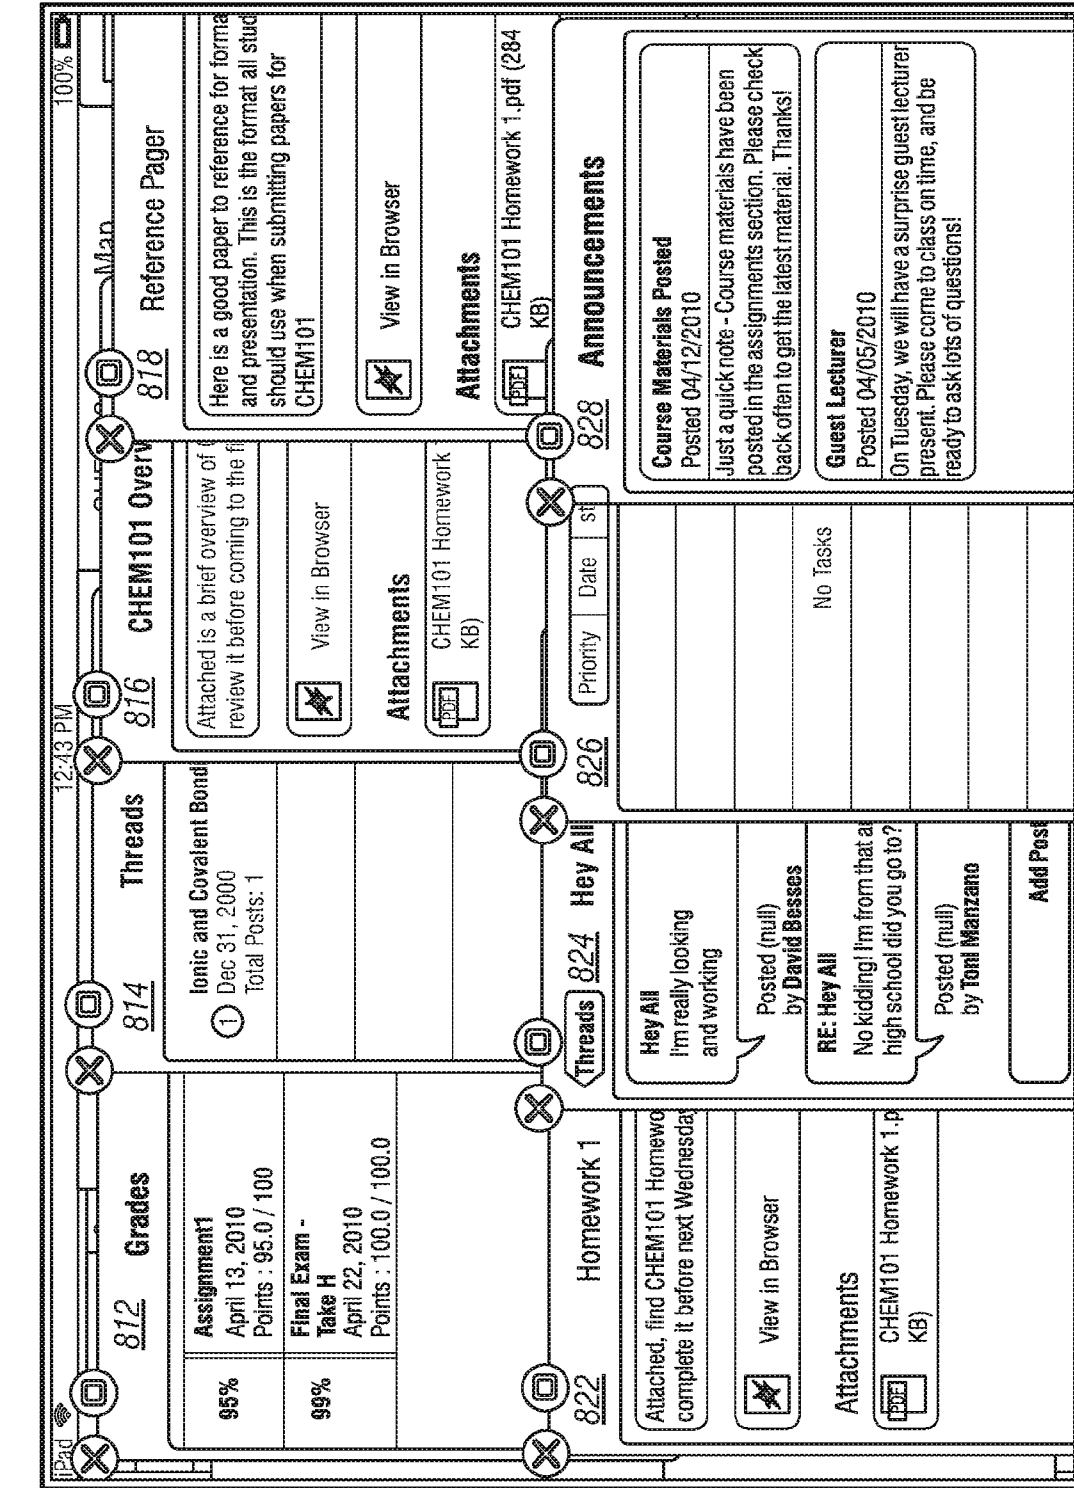 iPad
12:43 PM
100%
Map
812
Grades
95%
Assignment1
April 13, 2010
Points : 95.0 / 100
99%
Final Exam -
Take H
April 22, 2010
Points : 100.0 / 100.0
814
Threads
Ionic and Covalent Bond
1
Dec 31, 2000
Total Posts: 1
816
CHEM101 Overv
Attached is a brief overview of
review it before coming to the fi
View in Browser
Attachments
PDF
CHEM101 Homework
KB)
818
Reference Pager
Here is a good paper to reference for forma
and presentation. This is the format all stud
should use when submitting papers for
CHEM101
View in Browser
Attachments
PDF
CHEM101 Homework 1.pdf (284
KB)
822
Homework 1
Attached, find CHEM101 Homewo
complete it before next Wednesday
View in Browser
Attachments
PDF
CHEM101 Homework 1.p
KB)
Threads
824
Hey All
Hey All
I'm really looking
and working
Posted (null)
by David Besses
RE: Hey All
No kidding! I'm from that a
high school did you go to?
Posted (null)
by Toni Manzano
Add Post
826
Priority
Date
st
No Tasks
828
Announcements
Course Materials Posted
Posted 04/12/2010
Just a quick note - Course materials have been
posted in the assignments section. Please check
back often to get the latest material. Thanks!
Guest Lecturer
Posted 04/05/2010
On Tuesday, we will have a surprise guest lecturer
present. Please come to class on time, and be
ready to ask lots of questions!